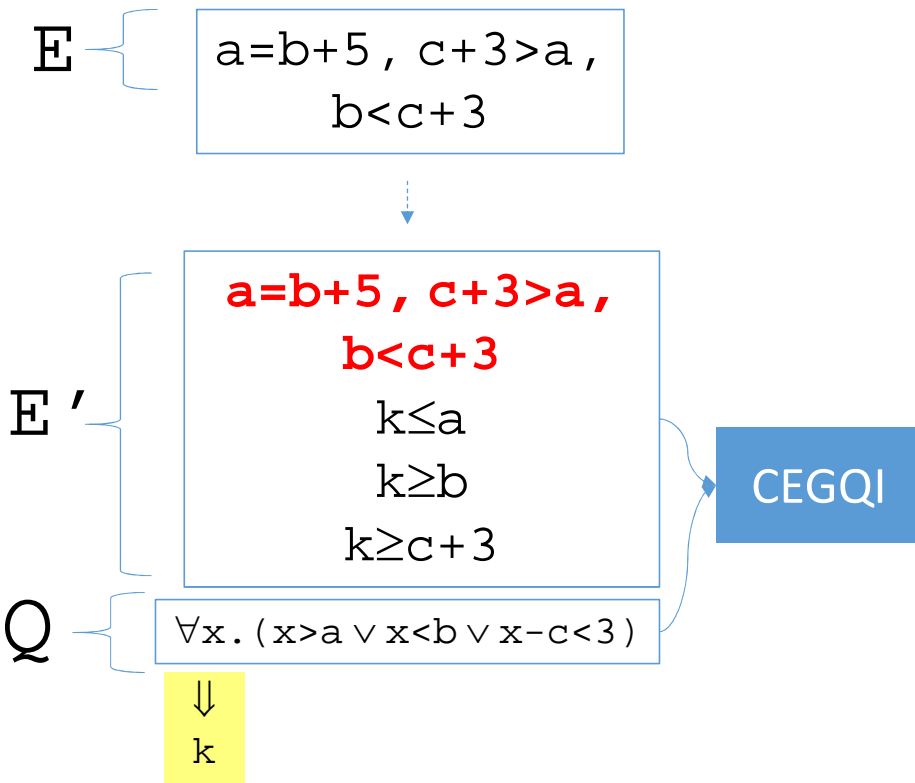 E
a=b+5, c+3>a,
b<c+3
E'
a=b+5, c+3>a,
b<c+3
k≤a
k≥b
k≥c+3
CEGQI
Q
∀x.(x>a ∨ x<b ∨ x-c<3)
⇓
k